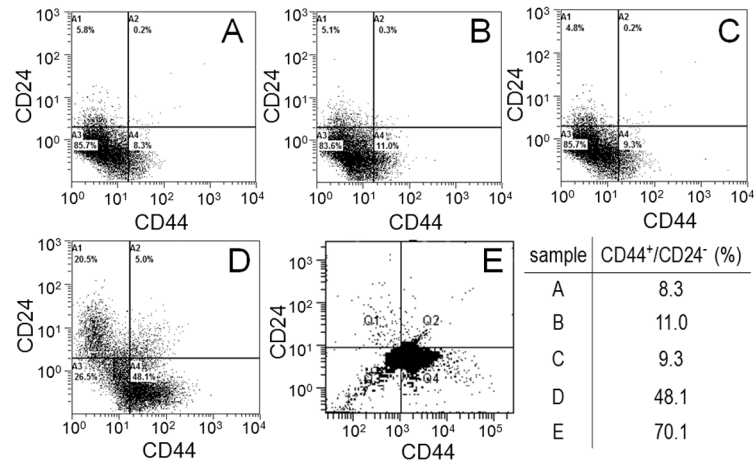 A
A1
5.8%
A2
0.2%
A3
85.7%
A4
8.3%
CD24
10³
10²
10¹
10⁰
10⁰ 10¹ 10² 10³ 10⁴
CD44
B
A1
5.1%
A2
0.3%
A3
83.6%
A4
11.0%
CD24
10³
10²
10¹
10⁰
10⁰ 10¹ 10² 10³ 10⁴
CD44
C
A1
4.8%
A2
0.2%
A3
85.7%
A4
9.3%
CD24
10³
10²
10¹
10⁰
10⁰ 10¹ 10² 10³ 10⁴
CD44
D
A1
20.5%
A2
5.0%
A3
26.5%
A4
48.1%
CD24
10³
10²
10¹
10⁰
10⁰ 10¹ 10² 10³ 10⁴
CD44
E
Q1
Q2
Q4
CD24
10³
10²
10¹
10⁰
10² 10³ 10⁴ 10⁵
CD44
sample CD44⁺/CD24⁻ (%)
A 8.3
B 11.0
C 9.3
D 48.1
E 70.1